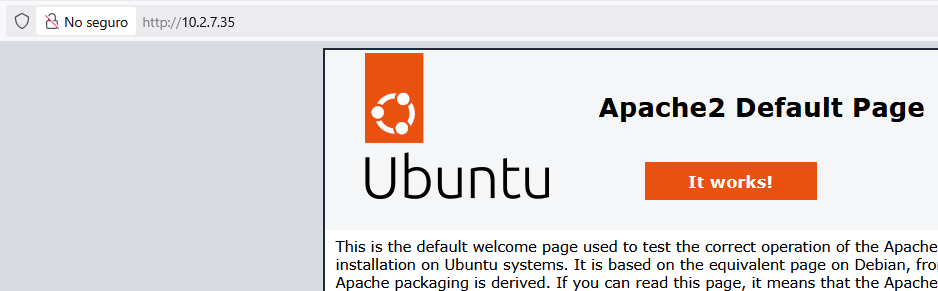 No seguro http://10.2.7.35
Apache2 Default Page
Ubuntu
It works!
This is the default welcome page used to test the correct operation of the Apache
installation on Ubuntu systems. It is based on the equivalent page on Debian,
Apache packaging is derived. If you can read this page, it means that the Apache